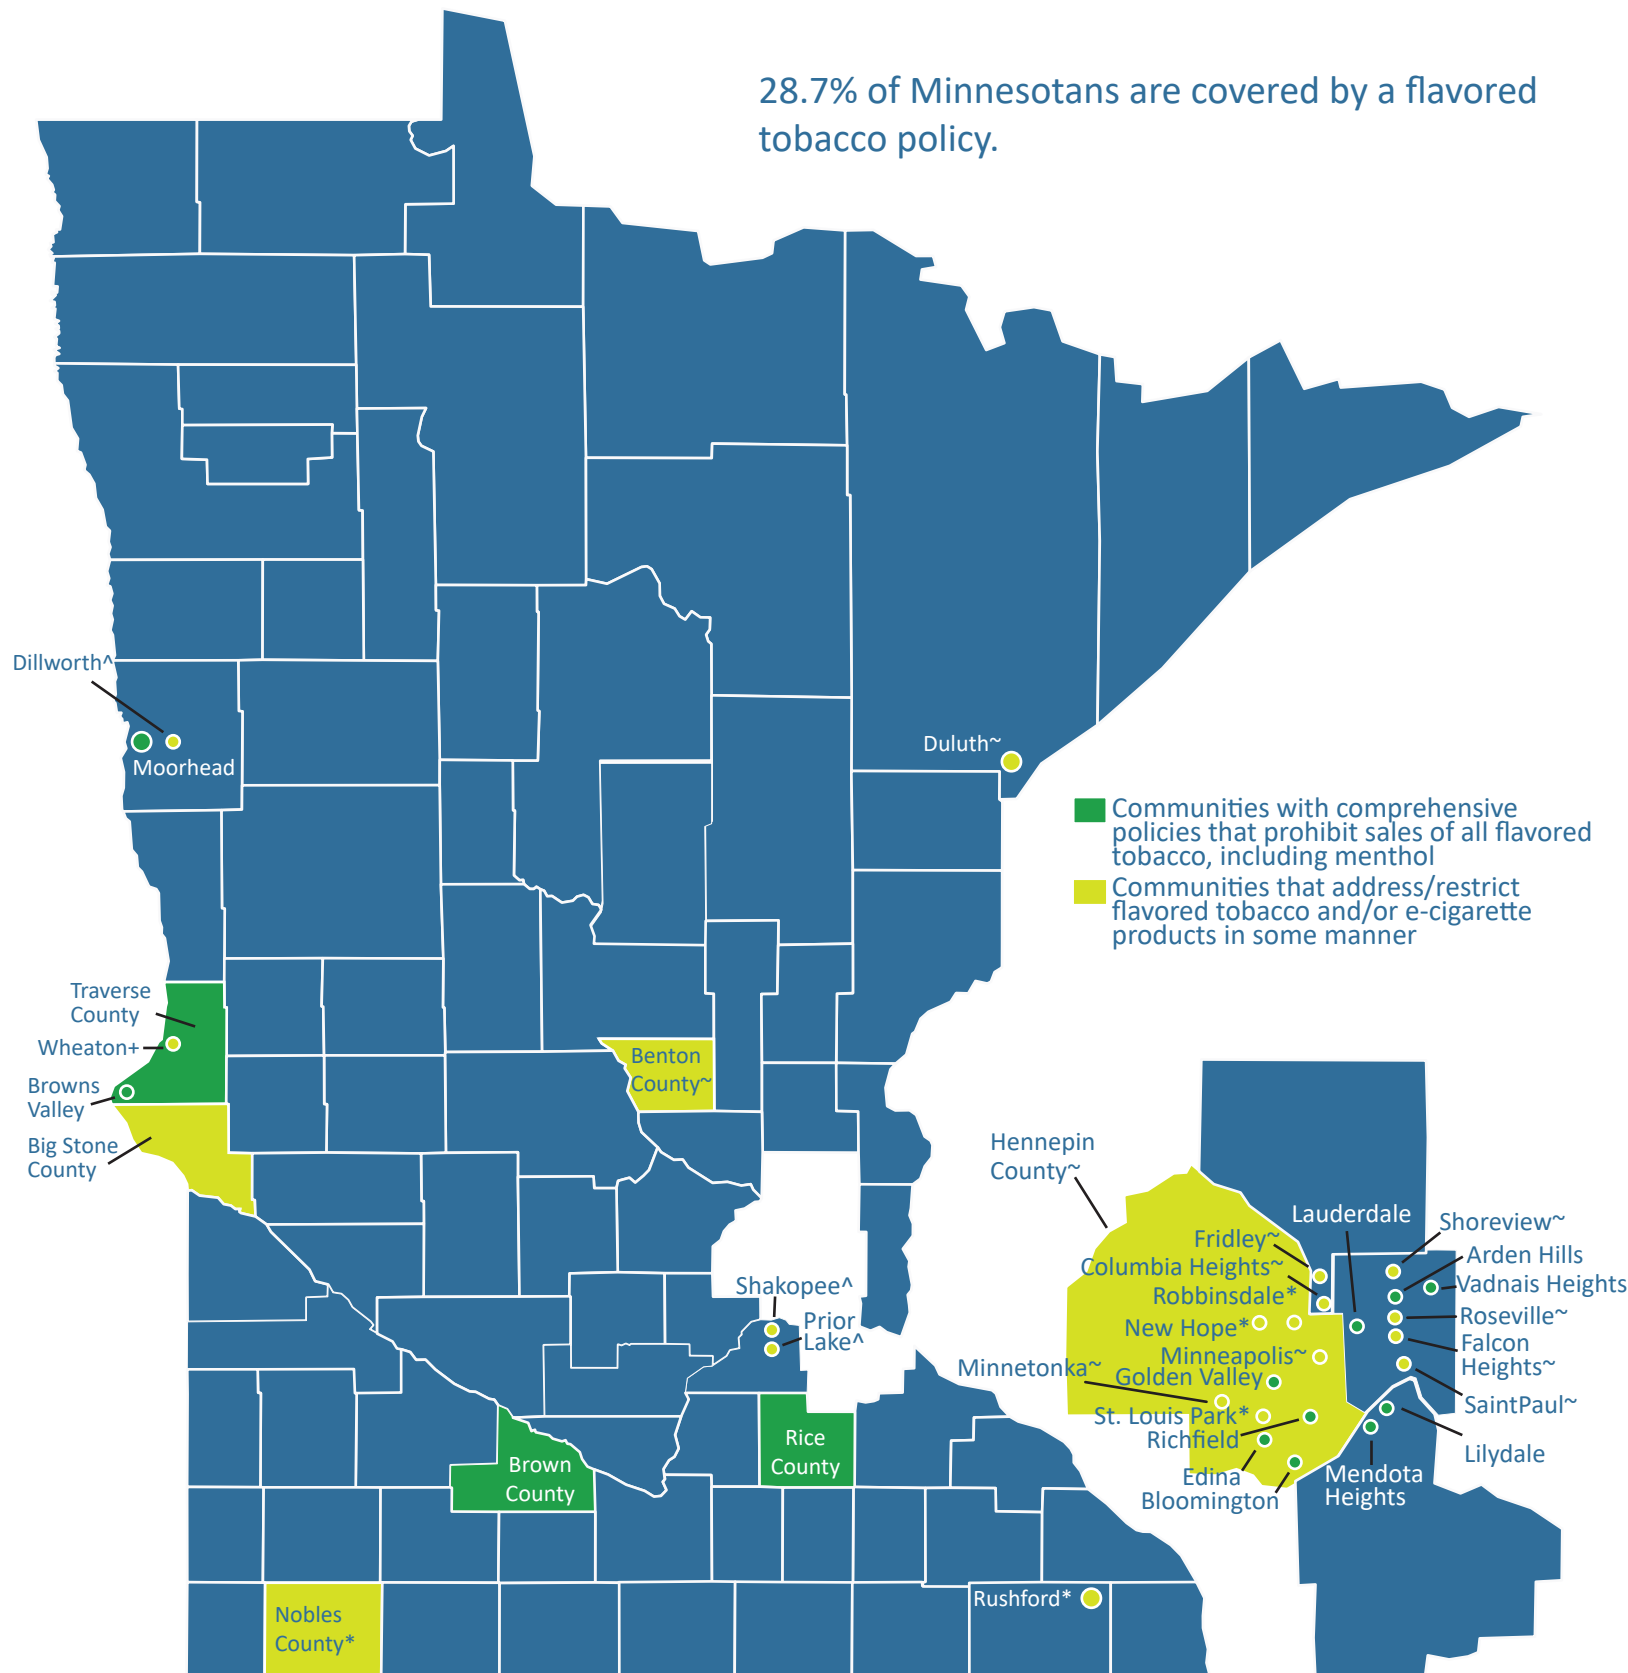 28.7% of Minnesotans are covered by a flavored
tobacco policy.
Dillworth^
Moorhead
Duluth~
Communities with comprehensive
policies that prohibit sales of all flavored
tobacco, including menthol
Communities that address/restrict
flavored tobacco and/or e-cigarette
products in some manner
Traverse
County
Wheaton+
Browns
Valley
Big Stone
County
Benton
County~
Hennepin
County~
Lauderdale
Shoreview~
Fridley~
Arden Hills
Columbia Heights~
Vadnais Heights
Robbinsdale*
Roseville~
New Hope*
Falcon
Heights~
Minneapolis~
Minnetonka~
Golden Valley
SaintPaul~
St. Louis Park*
Richfield
Lilydale
Edina
Mendota
Heights
Bloomington
Shakopee^
Prior
Lake^
Rice
County
Brown
County
Rushford*
Nobles
County*